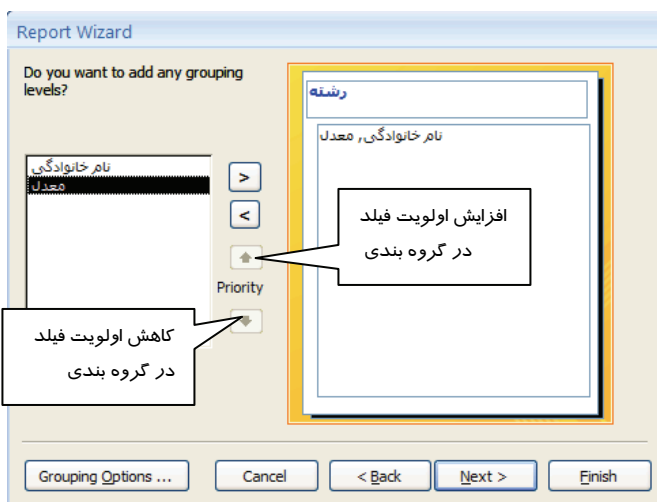 Report Wizard
Do you want to add any grouping
levels?
رشته
نام خانوادگی, معدل
نام خانوادگی
معدل
>
<
افزایش اولویت فیلد
در گروه بندی
Priority
کاهش اولویت فیلد
در گروه بندی
Grouping Options ...
Cancel
< Back
Next >
Finish